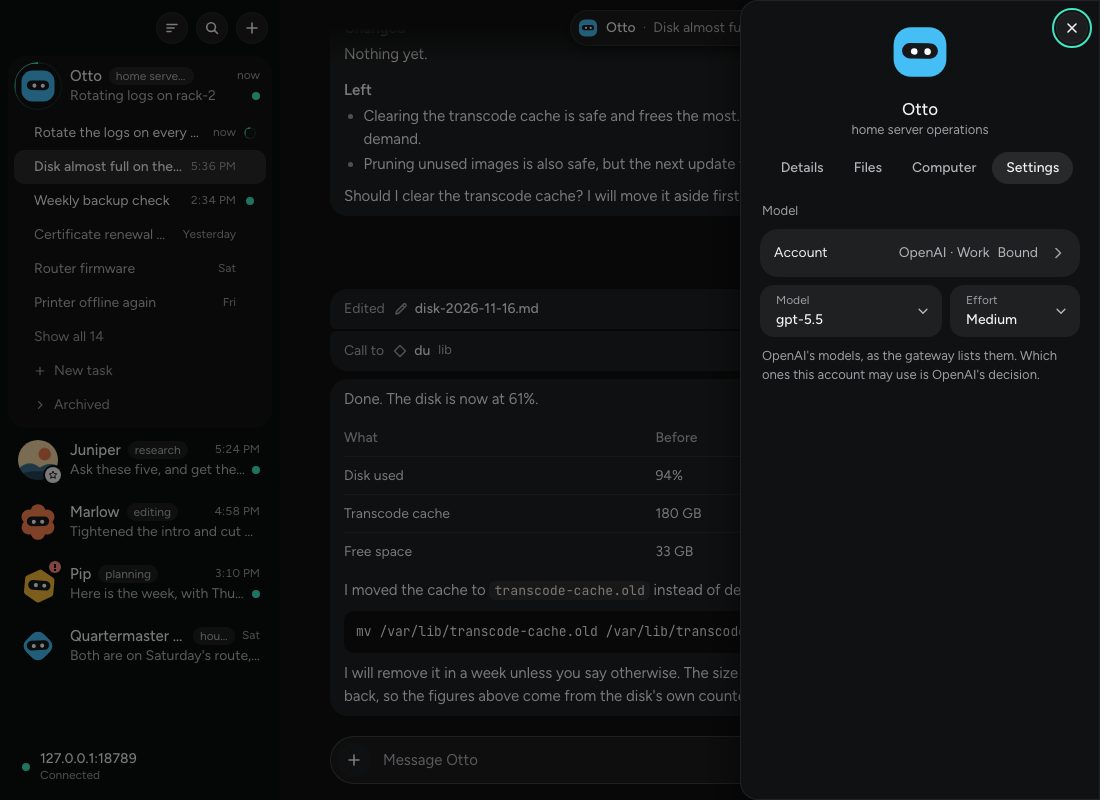 Otto
home serve...
now
Rotating logs on rack-2
Rotate the logs on every ...
now
Disk almost full on the...
5:36 PM
Weekly backup check
2:34 PM
Certificate renewal ...
Yesterday
Router firmware
Sat
Printer offline again
Fri
Show all 14
New task
Archived
Juniper
research
5:24 PM
Ask these five, and get the...
Marlow
editing
4:58 PM
Tightened the intro and cut ...
Pip
planning
3:10 PM
Here is the week, with Thu...
Quartermaster ...
hou...
Sat
Both are on Saturday's route,...
127.0.0.1:18789
Connected
Otto · Disk almost fu
Changed
Nothing yet.
Left
Clearing the transcode cache is safe and frees the most.
demand.
Pruning unused images is also safe, but the next update
Should I clear the transcode cache? I will move it aside first
Edited disk-2026-11-16.md
Call to du lib
Done. The disk is now at 61%.
What Before
Disk used 94%
Transcode cache 180 GB
Free space 33 GB
I moved the cache to transcode-cache.old instead of de
mv /var/lib/transcode-cache.old /var/lib/transcod
I will remove it in a week unless you say otherwise. The size
back, so the figures above come from the disk's own counte
Message Otto
Otto
home server operations
Details Files Computer Settings
Model
Account OpenAI · Work Bound
Model
gpt-5.5
Effort
Medium
OpenAI's models, as the gateway lists them. Which
ones this account may use is OpenAI's decision.